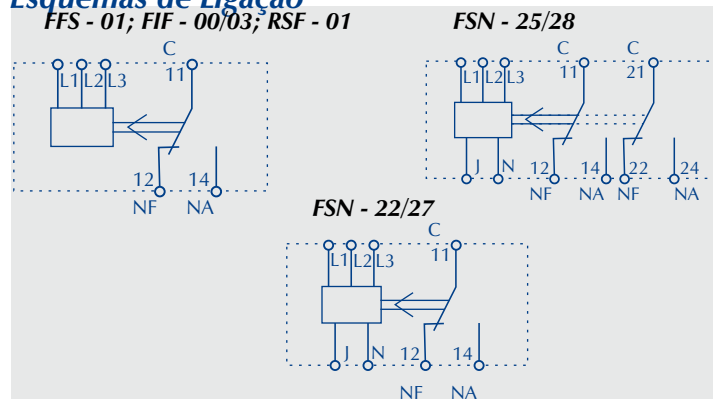 Esquemas de Ligação
FFS - 01; FIF - 00/03; RSF - 01
C
L1 L2 L3 11
12 14
NF NA
FSN - 25/28
C C
L1 L2 L3 11 21
J N 12 14 22 24
NF NA NF NA
FSN - 22/27
C
L1 L2 L3 11
J N 12 14
NF NA